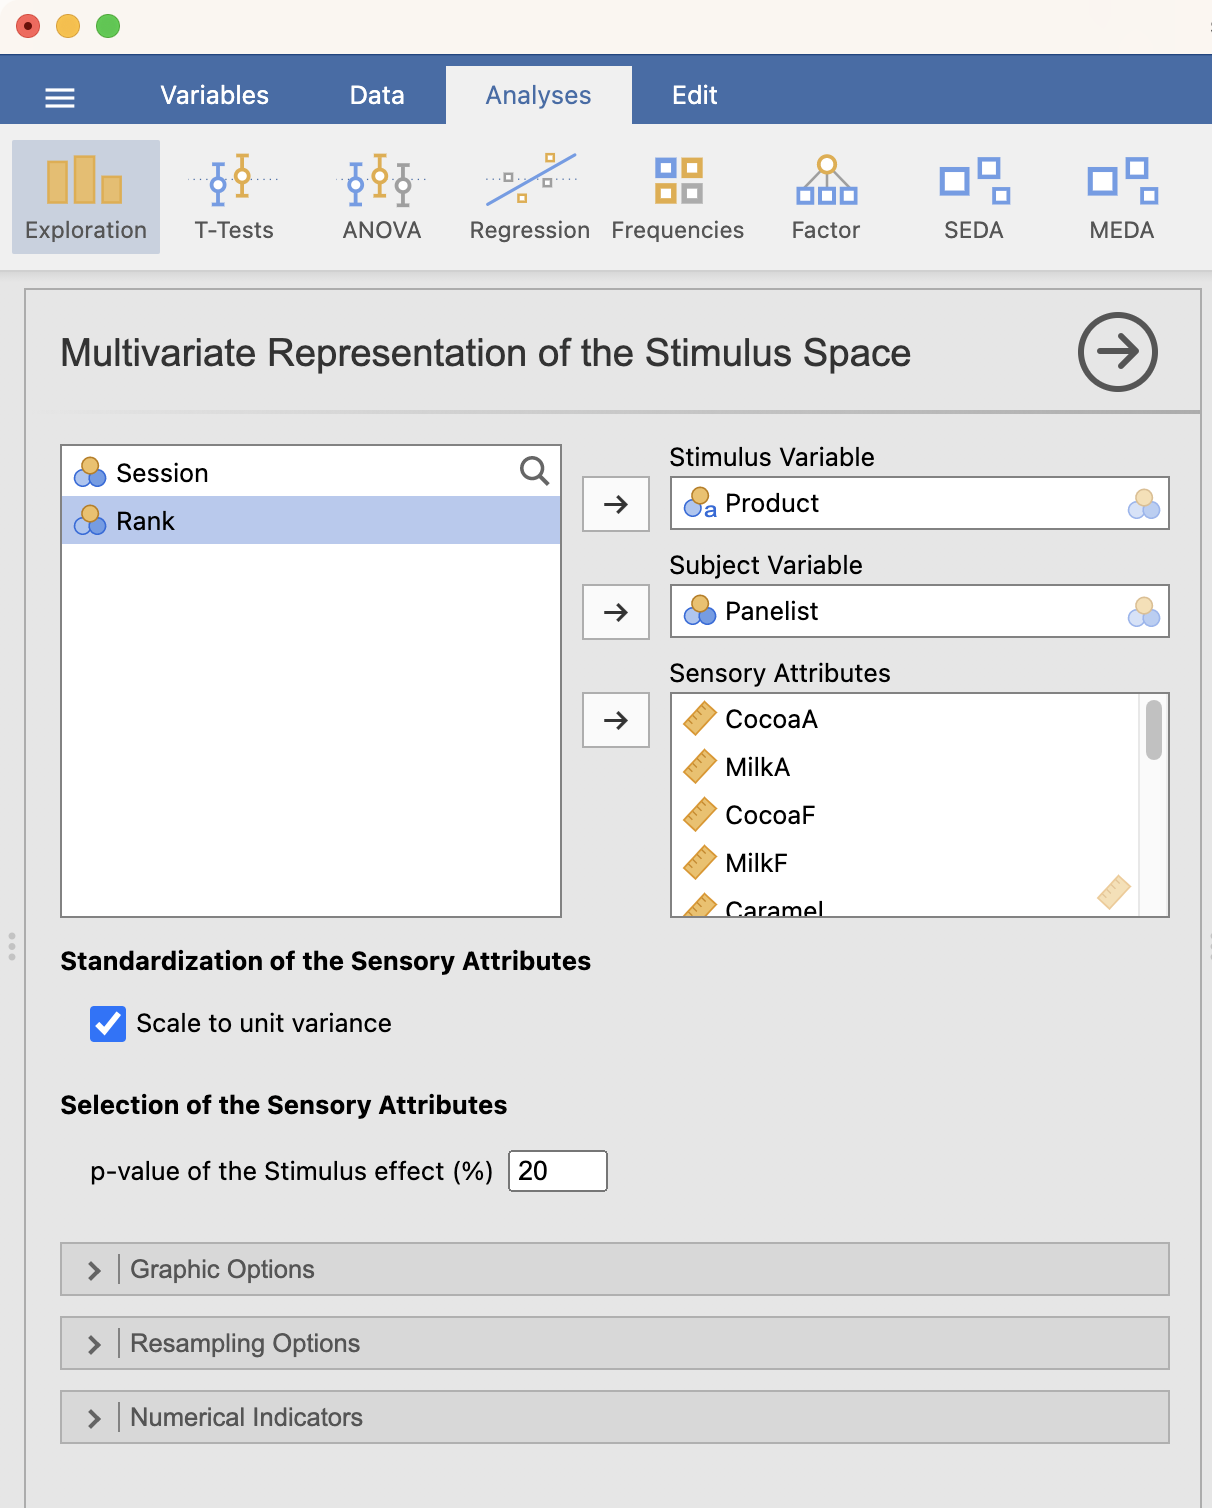 Variables Data Analyses Edit
Exploration T-Tests ANOVA Regression Frequencies Factor SEDA MEDA
Multivariate Representation of the Stimulus Space
Session
Rank
Stimulus Variable
a Product
Subject Variable
Panelist
Sensory Attributes
CocoaA
MilkA
CocoaF
MilkF
Caramel
Standardization of the Sensory Attributes
Scale to unit variance
Selection of the Sensory Attributes
p-value of the Stimulus effect (%) 20
Graphic Options
Resampling Options
Numerical Indicators